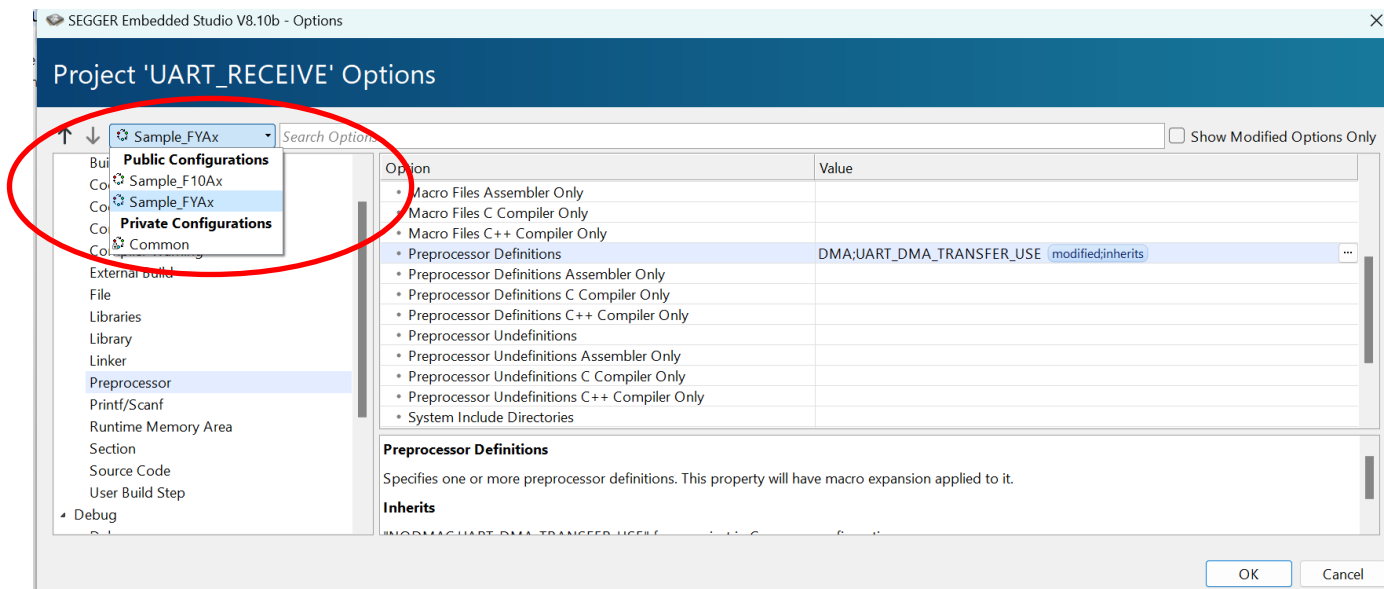 SEGGER Embedded Studio V8.10b - Options
Project 'UART_RECEIVE' Options
Sample_FYAx
Search Options
Show Modified Options Only
Public Configurations
Sample_F10Ax
Sample_FYAx
Private Configurations
Common
External Build
File
Libraries
Library
Linker
Preprocessor
Printf/Scanf
Runtime Memory Area
Section
Source Code
User Build Step
Debug
Option Value
Macro Files Assembler Only
Macro Files C Compiler Only
Macro Files C++ Compiler Only
Preprocessor Definitions DMA;UART_DMA_TRANSFER_USE modified;inherits ...
Preprocessor Definitions Assembler Only
Preprocessor Definitions C Compiler Only
Preprocessor Definitions C++ Compiler Only
Preprocessor Undefinitions
Preprocessor Undefinitions Assembler Only
Preprocessor Undefinitions C Compiler Only
Preprocessor Undefinitions C++ Compiler Only
System Include Directories
Preprocessor Definitions
Specifies one or more preprocessor definitions. This property will have macro expansion applied to it.
Inherits
OK Cancel